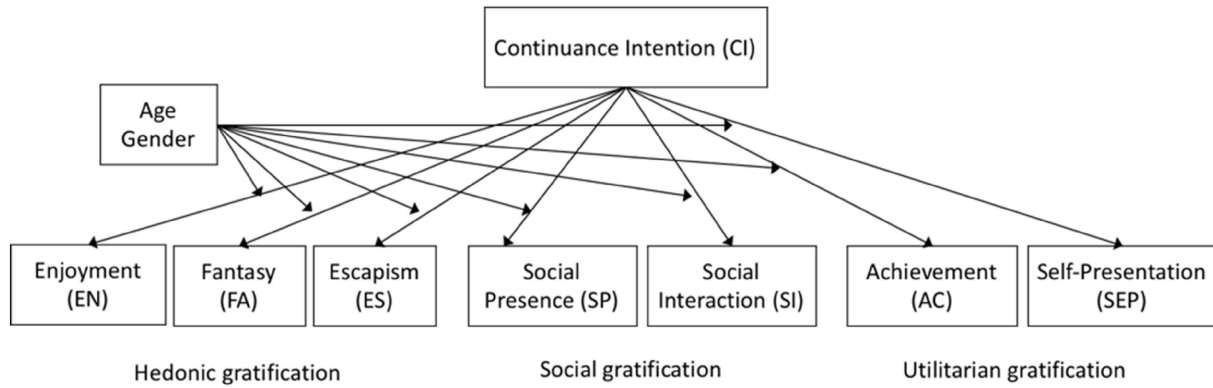 Continuance Intention (CI)
Age
Gender
Enjoyment
(EN)
Fantasy
(FA)
Escapism
(ES)
Social
Presence (SP)
Social
Interaction (SI)
Achievement
(AC)
Self-Presentation
(SEP)
Hedonic gratification
Social gratification
Utilitarian gratification